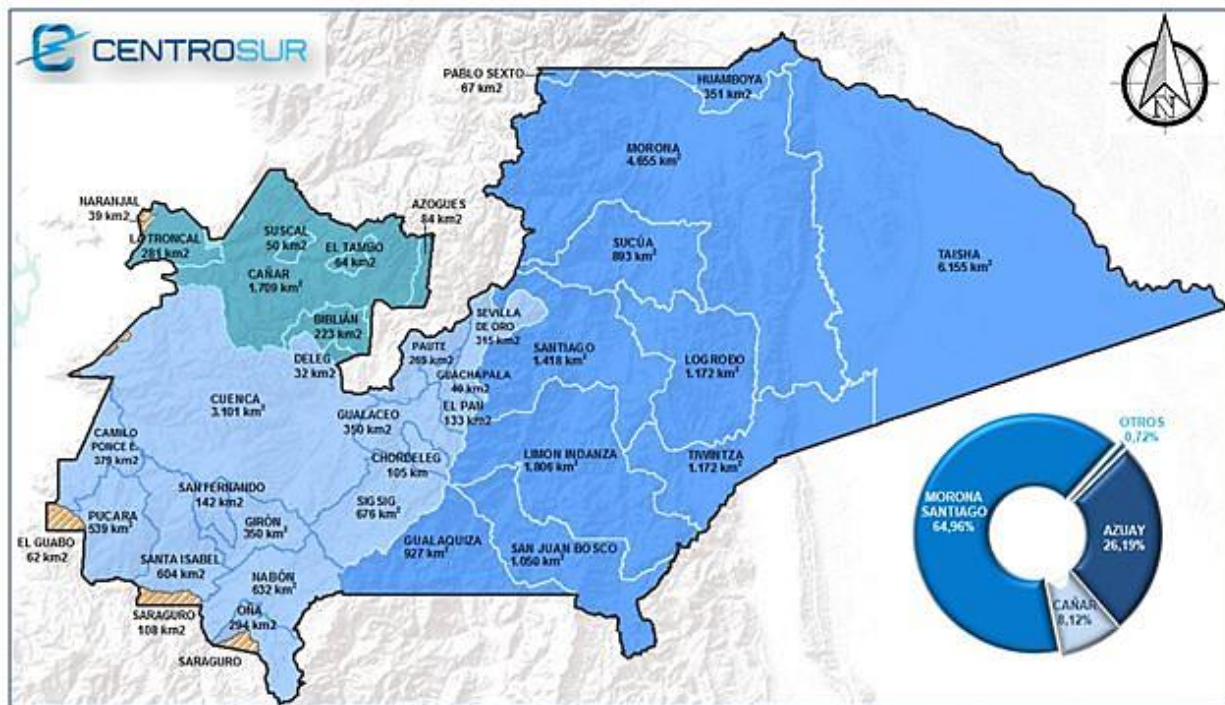 CENTROSUR
PABLO SEXTO
67 km2
HUAMBOYA
351 km2
N
MORONA
4.655 km²
NARANJAL
39 km2
AZOGUES
84 km2
LA TRONCAL
281 km2
SUSCAL
50 km2
EL TAMBO
64 km2
CAÑAR
1.709 km²
SUCÚA
893 km²
TAISHA
6.155 km²
BIBLIÁN
223 km2
SEVILLA
DE ORO
315 km2
DELEG
32 km2
PAUTE
269 km2
SANTIAGO
1.418 km²
LOGROÐO
1.172 km²
GUACHAPALA
40 km2
CUENCA
3.101 km²
EL PAN
133 km2
GUALACEO
350 km2
CAMILO
PONCE E.
379 km2
CHORDELEG
105 km
LIMON INDANZA
1.806 km²
TIWINTZA
1.172 km²
SAN FERNANDO
142 km2
SIG SIG
676 km²
PUCARA
539 km²
GIRÓN
350 km²
EL GUABO
62 km2
SANTA ISABEL
604 km2
GUALAQUIZA
927 km²
SAN JUAN BOSCO
1.050 km²
NABÓN
632 km²
OÑA
294 km²
SARAGURO
108 km2
SARAGURO
OTROS
0,72%
MORONA
SANTIAGO
64,96%
AZUAY
26,19%
CAÑAR
8,12%